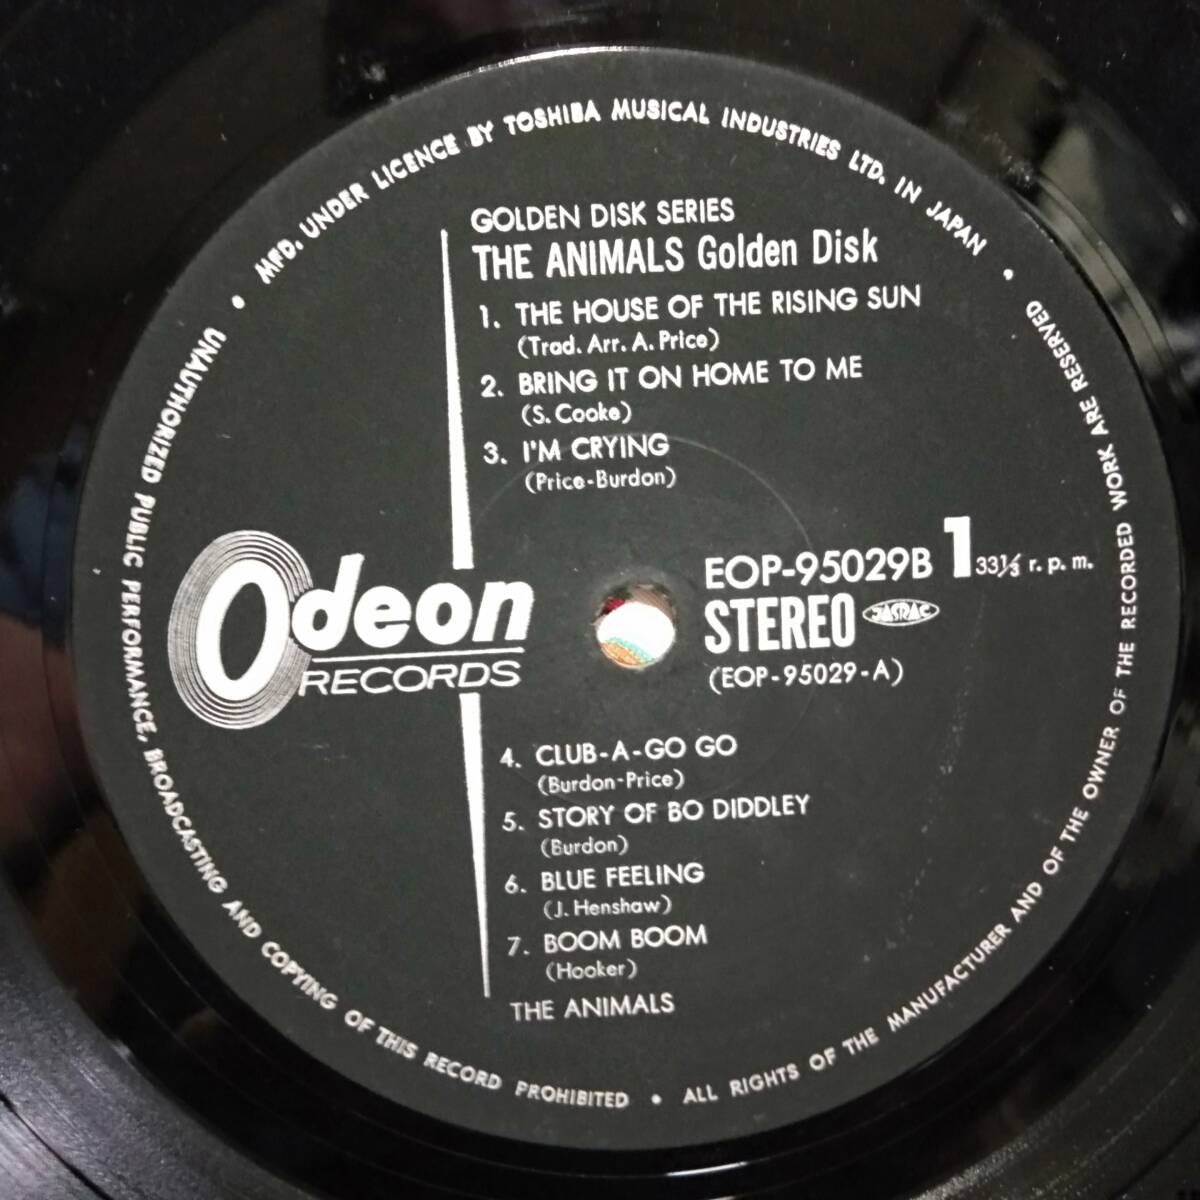 MFD. UNDER LICENCE BY TOSHIBA MUSICAL INDUSTRIES LTD. IN JAPAN •
GOLDEN DISK SERIES
THE ANIMALS Golden Disk
1. THE HOUSE OF THE RISING SUN
(Trad. Arr. A. Price)
2. BRING IT ON HOME TO ME
(S. Cooke)
3. I'M CRYING
(Price-Burdon)
Odeon
RECORDS
EOP-95029B 1 33⅓ r. p. m.
STEREO JASRAC
(EOP-95029-A)
4. CLUB-A-GO GO
(Burdon-Price)
5. STORY OF BO DIDDLEY
(Burdon)
6. BLUE FEELING
(J. Henshaw)
7. BOOM BOOM
(Hooker)
THE ANIMALS
UNAUTHORIZED PUBLIC PERFORMANCE, BROADCASTING AND COPYING OF THIS RECORD PROHIBITED • ALL RIGHTS OF THE MANUFACTURER AND OF THE OWNER OF THE RECORDED WORK ARE RESERVED •